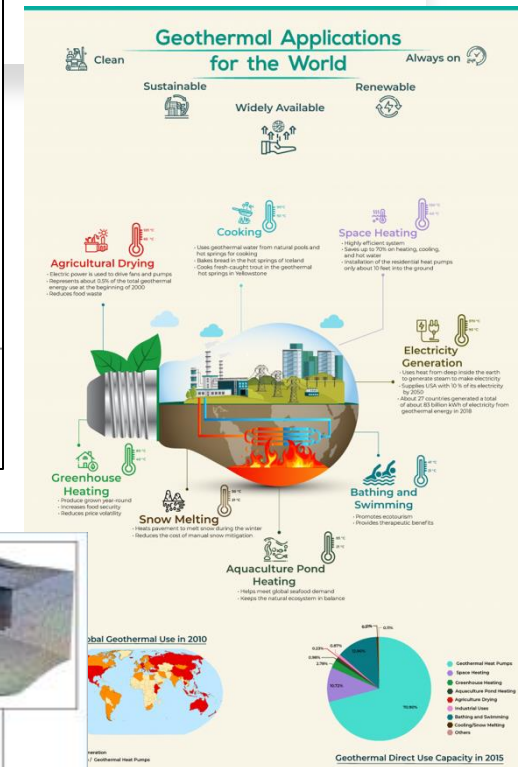 Geothermal Applications
for the World
Clean
Always on
Sustainable
Renewable
Widely Available
Cooking
• Uses geothermal water from natural pools and
hot springs for cooking
• Bakes bread in the hot springs of Iceland
• Cooks fresh-caught trout in the geothermal
hot springs in Yellowstone
Space Heating
• Highly efficient system
• Saves up to 70% on heating, cooling,
and hot water
• Installation of the residential heat pumps
only about 10 feet into the ground
Agricultural Drying
• Electric power is used to drive fans and pumps
• Represents about 5.5% of the total geothermal
energy use at the beginning of 2000
• Reduces food waste
Electricity
Generation
• Uses heat from deep inside the earth
to generate steam to make electricity
• Supplies USA with 10 % of its electricity
by 2050
• About 27 countries generated a total
of about 83 billion kWh of electricity from
geothermal energy in 2018
Greenhouse
Heating
• Produce grown year-round
• Increases food security
• Reduces price volatility
Snow Melting
• Heats pavement to melt snow during the winter
• Reduces the cost of manual snow mitigation
Bathing and
Swimming
• Promotes ecotourism
• Provides therapeutic benefits
Aquaculture Pond
Heating
• Helps meet global seafood demand
• Keeps the natural ecosystem in balance
obal Geothermal Use in 2010
neration
/ Geothermal Heat Pumps
Geothermal Heat Pumps
Space Heating
Greenhouse Heating
Aquaculture Pond Heating
Agriculture Drying
Industrial Uses
Bathing and Swimming
Cooling/Snow Melting
Others
Geothermal Direct Use Capacity in 2015